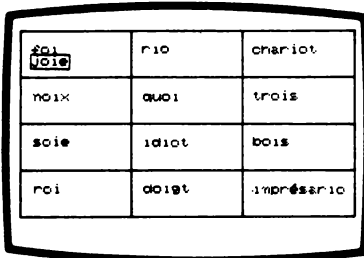 foi rio chariot
joie
noix quoi trois
soie idiot bois
roi doigt imprésario